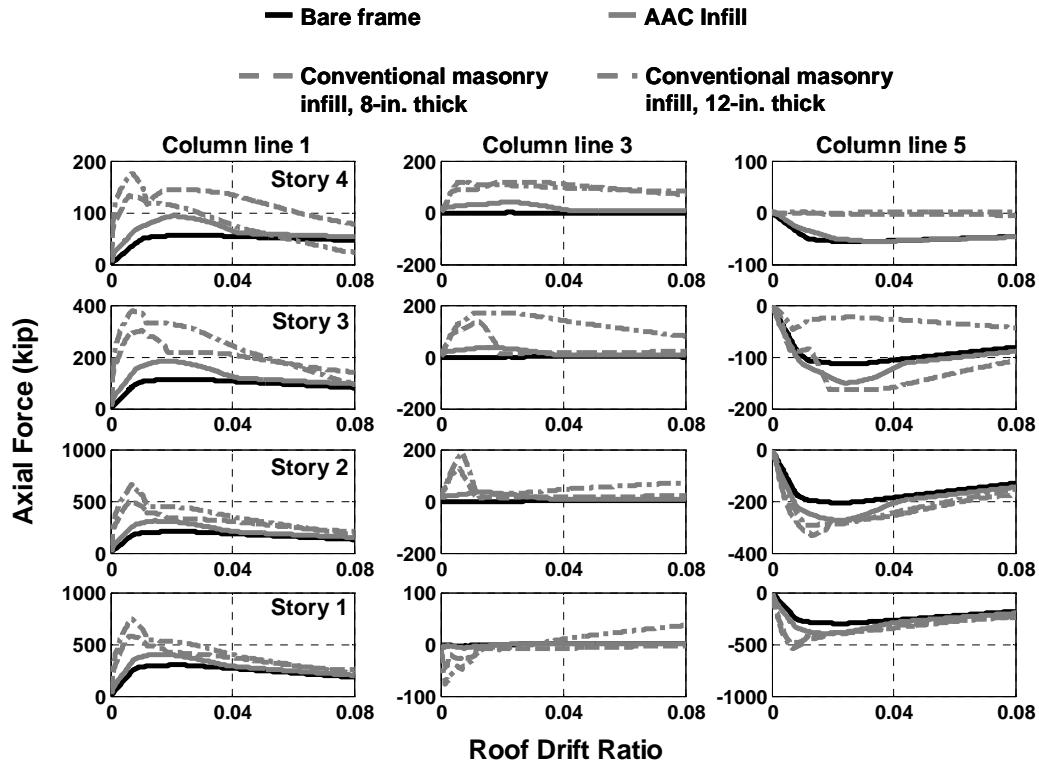 Bare frame
AAC Infill
Conventional masonry
infill, 8-in. thick
Conventional masonry
infill, 12-in. thick
Column line 1
Column line 3
Column line 5
Axial Force (kip)
200
100
0
Story 4
0 0.04 0.08
200
0
-200
0 0.04 0.08
100
0
-100
0 0.04 0.08
400
200
0
Story 3
0 0.04 0.08
200
0
-200
0 0.04 0.08
0
-100
-200
0 0.04 0.08
1000
500
0
Story 2
0 0.04 0.08
200
0
200
0 0.04 0.08
0
-200
-400
0 0.04 0.08
1000
500
0
Story 1
0 0.04 0.08
100
0
-100
0 0.04 0.08
0
-500
-1000
0 0.04 0.08
Roof Drift Ratio